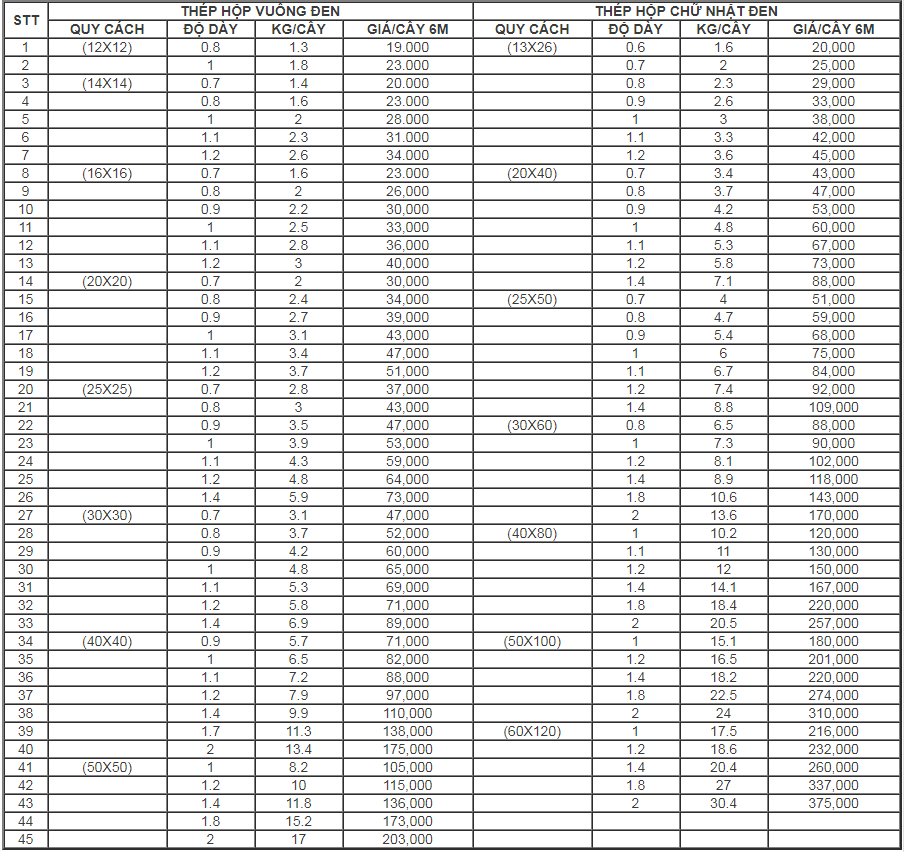 STT THÉP HỘP VUÔNG ĐEN THÉP HỘP CHỮ NHẬT ĐEN
QUY CÁCH ĐỘ DÀY KG/CÂY GIÁ/CÂY 6M QUY CÁCH ĐỘ DÀY KG/CÂY GIÁ/CÂY 6M
1 (12X12) 0.8 1.3 19.000 (13X26) 0.6 1.6 20,000
2 1 1.8 23.000 0.7 2 25,000
3 (14X14) 0.7 1.4 20.000 0.8 2.3 29,000
4 0.8 1.6 23.000 0.9 2.6 33,000
5 1 2 28.000 1 3 38,000
6 1.1 2.3 31.000 1.1 3.3 42,000
7 1.2 2.6 34.000 1.2 3.6 45,000
8 (16X16) 0.7 1.6 23.000 (20X40) 0.7 3.4 43,000
9 0.8 2 26,000 0.8 3.7 47,000
10 0.9 2.2 30,000 0.9 4.2 53,000
11 1 2.5 33,000 1 4.8 60,000
12 1.1 2.8 36,000 1.1 5.3 67,000
13 1.2 3 40,000 1.2 5.8 73,000
14 (20X20) 0.7 2 30,000 1.4 7.1 88,000
15 0.8 2.4 34,000 (25X50) 0.7 4 51,000
16 0.9 2.7 39,000 0.8 4.7 59,000
17 1 3.1 43,000 0.9 5.4 68,000
18 1.1 3.4 47,000 1 6 75,000
19 1.2 3.7 51,000 1.1 6.7 84,000
20 (25X25) 0.7 2.8 37,000 1.2 7.4 92,000
21 0.8 3 43,000 1.4 8.8 109,000
22 0.9 3.5 47,000 (30X60) 0.8 6.5 88,000
23 1 3.9 53,000 1 7.3 90,000
24 1.1 4.3 59,000 1.2 8.1 102,000
25 1.2 4.8 64,000 1.4 8.9 118,000
26 1.4 5.9 73,000 1.8 10.6 143,000
27 (30X30) 0.7 3.1 47,000 2 13.6 170,000
28 0.8 3.7 52,000 (40X80) 1 10.2 120,000
29 0.9 4.2 60,000 1.1 11 130,000
30 1 4.8 65,000 1.2 12 150,000
31 1.1 5.3 69,000 1.4 14.1 167,000
32 1.2 5.8 71,000 1.8 18.4 220,000
33 1.4 6.9 89,000 2 20.5 257,000
34 (40X40) 0.9 5.7 71,000 (50X100) 1 15.1 180,000
35 1 6.5 82,000 1.2 16.5 201,000
36 1.1 7.2 88,000 1.4 18.2 220,000
37 1.2 7.9 97,000 1.8 22.5 274,000
38 1.4 9.9 110,000 2 24 310,000
39 1.7 11.3 138,000 (60X120) 1 17.5 216,000
40 2 13.4 175,000 1.2 18.6 232,000
41 (50X50) 1 8.2 105,000 1.4 20.4 260,000
42 1.2 10 115,000 1.8 27 337,000
43 1.4 11.8 136,000 2 30.4 375,000
44 1.8 15.2 173,000
45 2 17 203,000